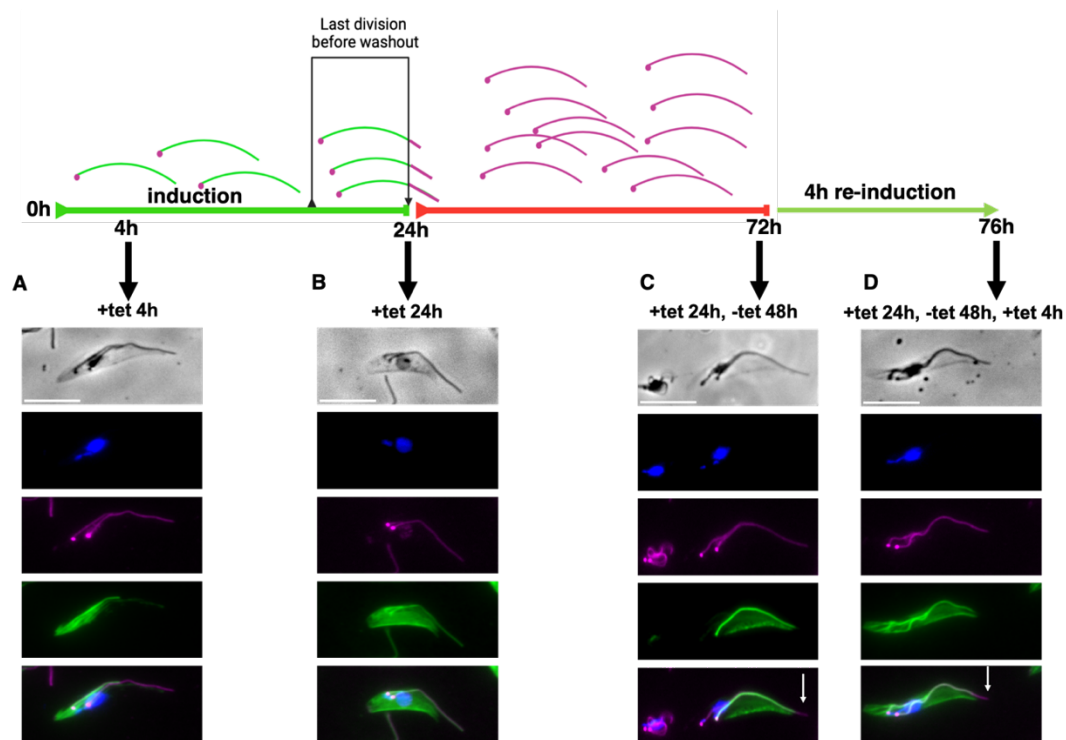 Last division
before washout
induction
4h re-induction
0h
4h
24h
72h
76h
A
B
C
D
+tet 4h
+tet 24h
+tet 24h, -tet 48h
+tet 24h, -tet 48h, +tet 4h